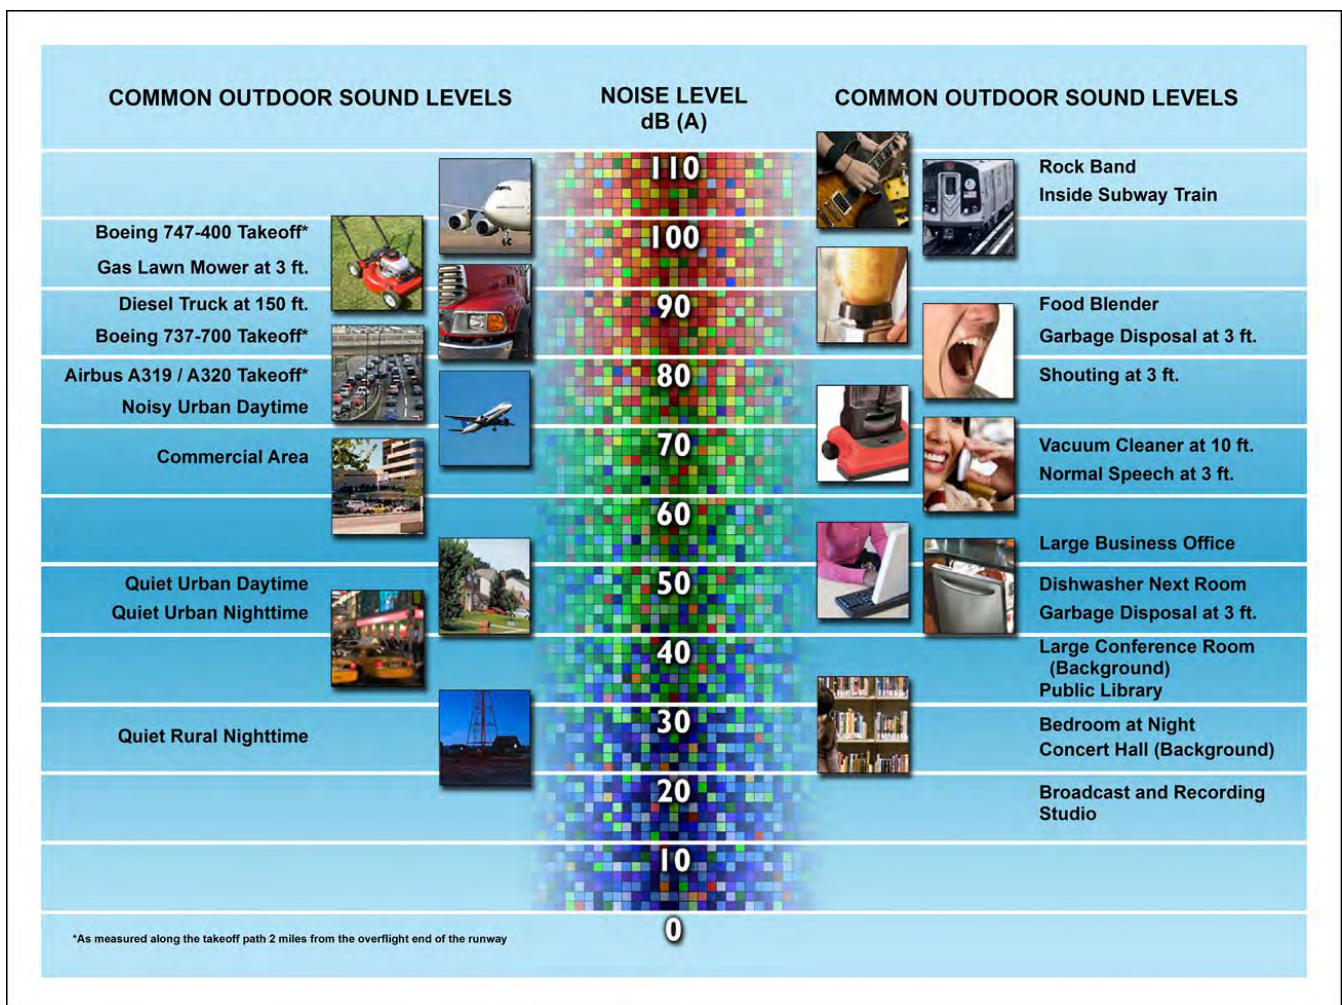 COMMON OUTDOOR SOUND LEVELS
NOISE LEVEL
dB (A)
COMMON OUTDOOR SOUND LEVELS
110
Rock Band
Inside Subway Train
Boeing 747-400 Takeoff*
100
Gas Lawn Mower at 3 ft.
Diesel Truck at 150 ft.
90
Food Blender
Boeing 737-700 Takeoff*
Garbage Disposal at 3 ft.
Airbus A319 / A320 Takeoff*
80
Shouting at 3 ft.
Noisy Urban Daytime
Commercial Area
70
Vacuum Cleaner at 10 ft.
Normal Speech at 3 ft.
60
Large Business Office
Quiet Urban Daytime
50
Dishwasher Next Room
Quiet Urban Nighttime
Garbage Disposal at 3 ft.
40
Large Conference Room
(Background)
Public Library
Quiet Rural Nighttime
30
Bedroom at Night
Concert Hall (Background)
20
Broadcast and Recording
Studio
10
0
*As measured along the takeoff path 2 miles from the overflight end of the runway